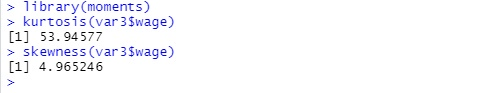 > library(moments)
> kurtosis(var3$wage)
[1] 53.94577
> skewness(var3$wage)
[1] 4.965246
>